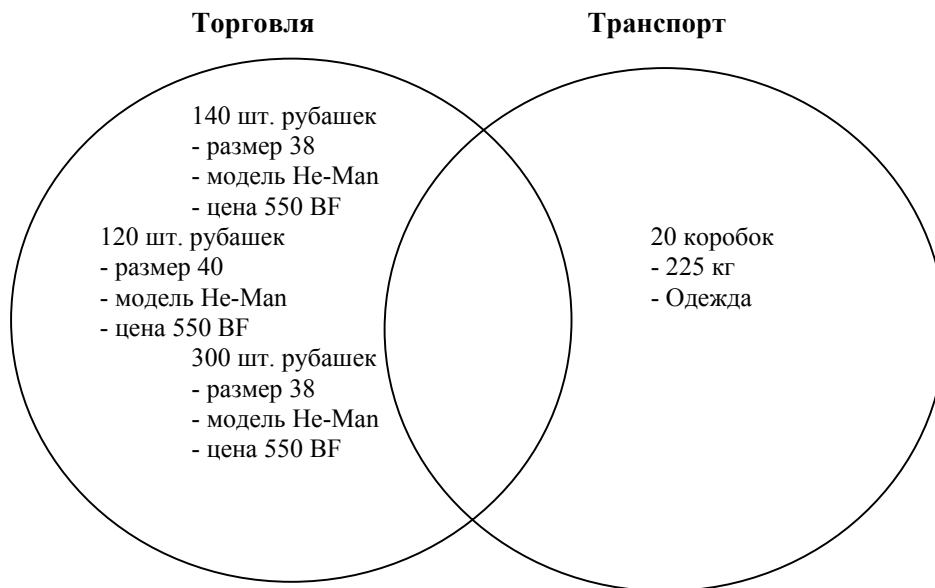 Торговля
Транспорт
140 шт. рубашек
- размер 38
- модель He-Man
- цена 550 BF
120 шт. рубашек
- размер 40
- модель He-Man
- цена 550 BF
300 шт. рубашек
- размер 38
- модель He-Man
- цена 550 BF
20 коробок
- 225 кг
- Одежда